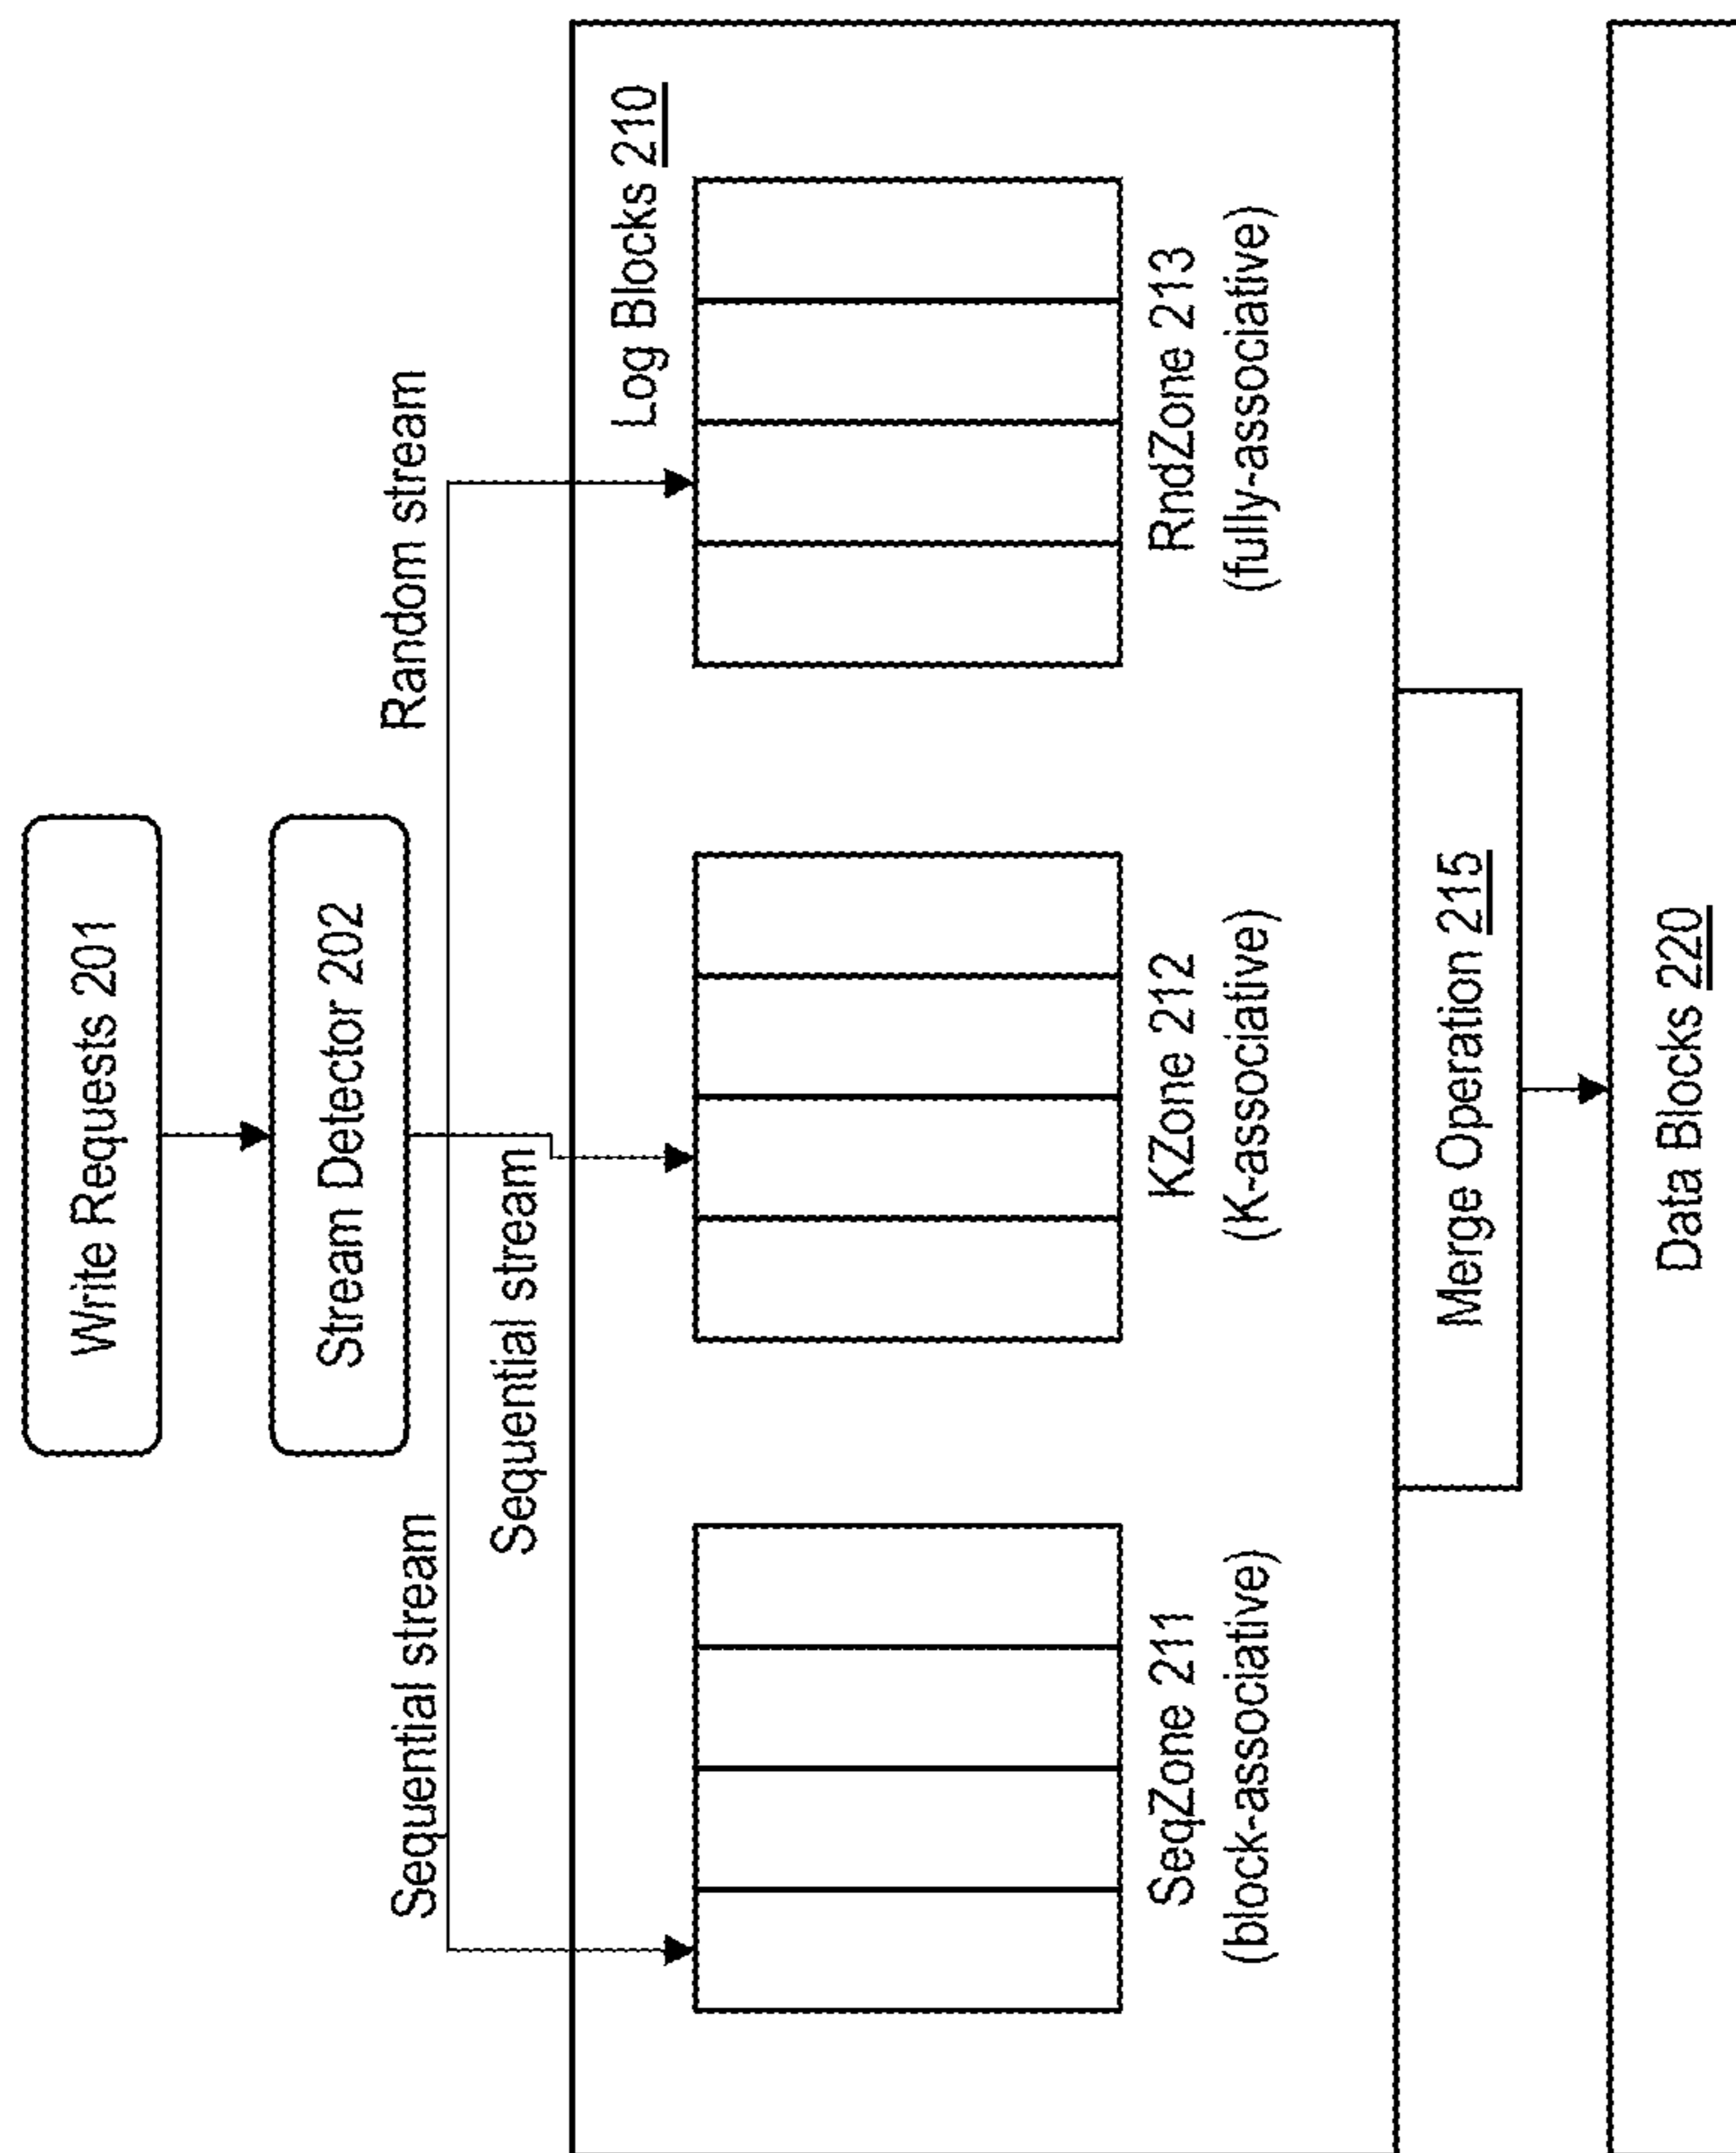 Write Requests 201
Stream Detector 202
Sequential stream
Random stream
Sequential stream
Log Blocks 210
SeqZone 211
(block-associative)
KZone 212
(K-associative)
RndZone 213
(fully-associative)
Merge Operation 215
Data Blocks 220